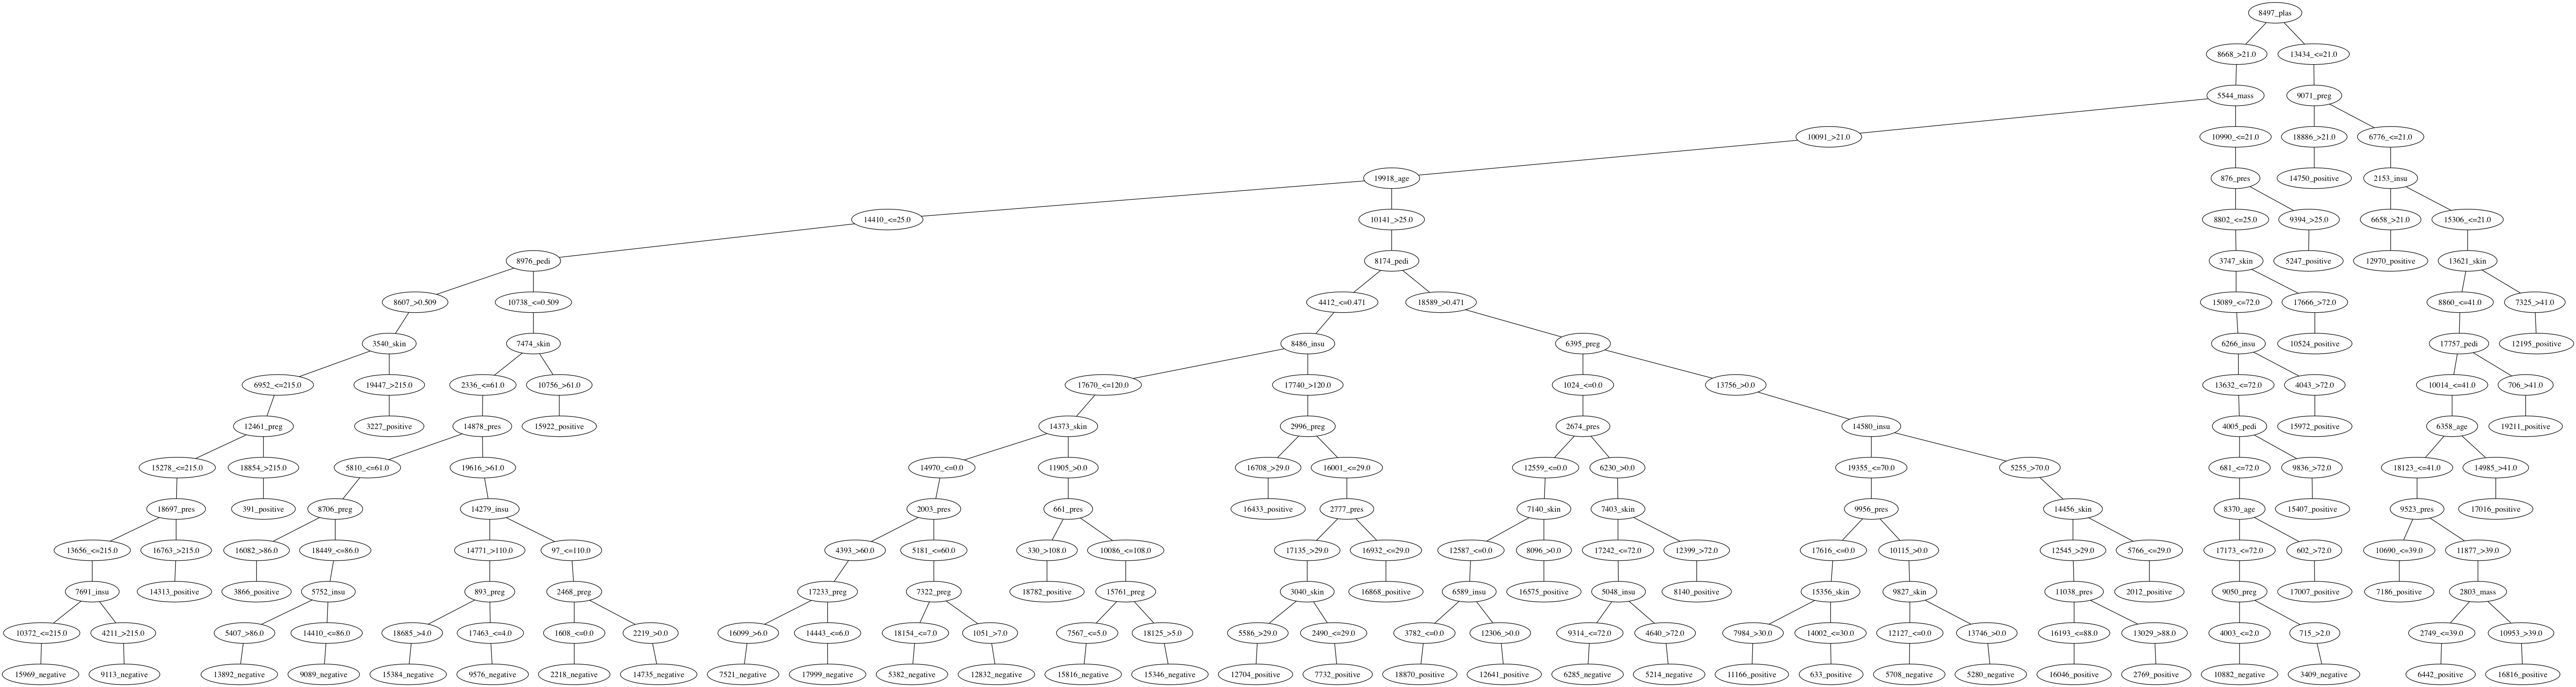 8497_plas
8668_>21.0 13434_<=21.0
5544_mass 9071_preg
10091_>21.0 10990_<=21.0 18886_>21.0 6776_<=21.0
19918_age 876_pres 14750_positive 2153_insu
14410_<=25.0 10141_>25.0 8802_<=25.0 9394_>25.0 6658_>21.0 15306_<=21.0
8976_pedi 8174_pedi 3747_skin 5247_positive 12970_positive 13621_skin
8607_>0.509 10738_<=0.509 4412_<=0.471 18589_>0.471 15089_<=72.0 17666_>72.0 8860_<=41.0 7325_>41.0
3540_skin 7474_skin 8486_insu 6395_preg 6266_insu 10524_positive 17757_pedi 12195_positive
6952_<=215.0 19447_>215.0 2336_<=61.0 10756_>61.0 17670_<=120.0 17740_>120.0 1024_<=0.0 13756_>0.0 13632_<=72.0 4043_>72.0 10014_<=41.0 706_>41.0
12461_preg 3227_positive 14878_pres 15922_positive 14373_skin 2996_preg 2674_pres 14580_insu 4005_pedi 15972_positive 6358_age 19211_positive
15278_<=215.0 18854_>215.0 5810_<=61.0 19616_>61.0 14970_<=0.0 11905_>0.0 16708_>29.0 16001_<=29.0 12559_<=0.0 6230_>0.0 19355_<=70.0 5255_>70.0 681_<=72.0 9836_>72.0 18123_<=41.0 14985_>41.0
18697_pres 391_positive 8706_preg 14279_insu 2003_pres 661_pres 16433_positive 2777_pres 7140_skin 7403_skin 9956_pres 14456_skin 8370_age 15407_positive 9523_pres 17016_positive
13656_<=215.0 16763_>215.0 16082_>86.0 18449_<=86.0 14771_>110.0 97_<=110.0 4393_>60.0 5181_<=60.0 330_>108.0 10086_<=108.0 17135_>29.0 16932_<=29.0 12587_<=0.0 8096_>0.0 17242_<=72.0 12399_>72.0 17616_<=0.0 10115_>0.0 12545_>29.0 5766_<=29.0 17173_<=72.0 602_>72.0 10690_<=39.0 11877_>39.0
7691_insu 14313_positive 3866_positive 5752_insu 893_preg 2468_preg 17233_preg 7322_preg 18782_positive 15761_preg 3040_skin 16868_positive 6589_insu 16575_positive 5048_insu 8140_positive 15356_skin 9827_skin 11038_pres 2012_positive 9050_preg 17007_positive 7186_positive 2803_mass
10372_<=215.0 4211_>215.0 5407_>86.0 14410_<=86.0 18685_>4.0 17463_<=4.0 1608_<=0.0 2219_>0.0 16099_>6.0 14443_<=6.0 18154_<=7.0 1051_>7.0 7567_<=5.0 18125_>5.0 5586_>29.0 2490_<=29.0 3782_<=0.0 12306_>0.0 9314_<=72.0 4640_>72.0 7984_>30.0 14002_<=30.0 12127_<=0.0 13746_>0.0 16193_<=88.0 13029_>88.0 4003_<=2.0 715_>2.0 2749_<=39.0 10953_>39.0
15969_negative 9113_negative 13892_negative 9089_negative 15384_negative 9576_negative 2218_negative 14735_negative 7521_negative 17999_negative 5382_negative 12832_negative 15816_negative 15346_negative 12704_positive 7732_positive 18870_positive 12641_positive 6285_negative 5214_negative 11166_positive 633_positive 5708_negative 5280_negative 16046_positive 2769_positive 10882_negative 3409_negative 6442_positive 16816_positive